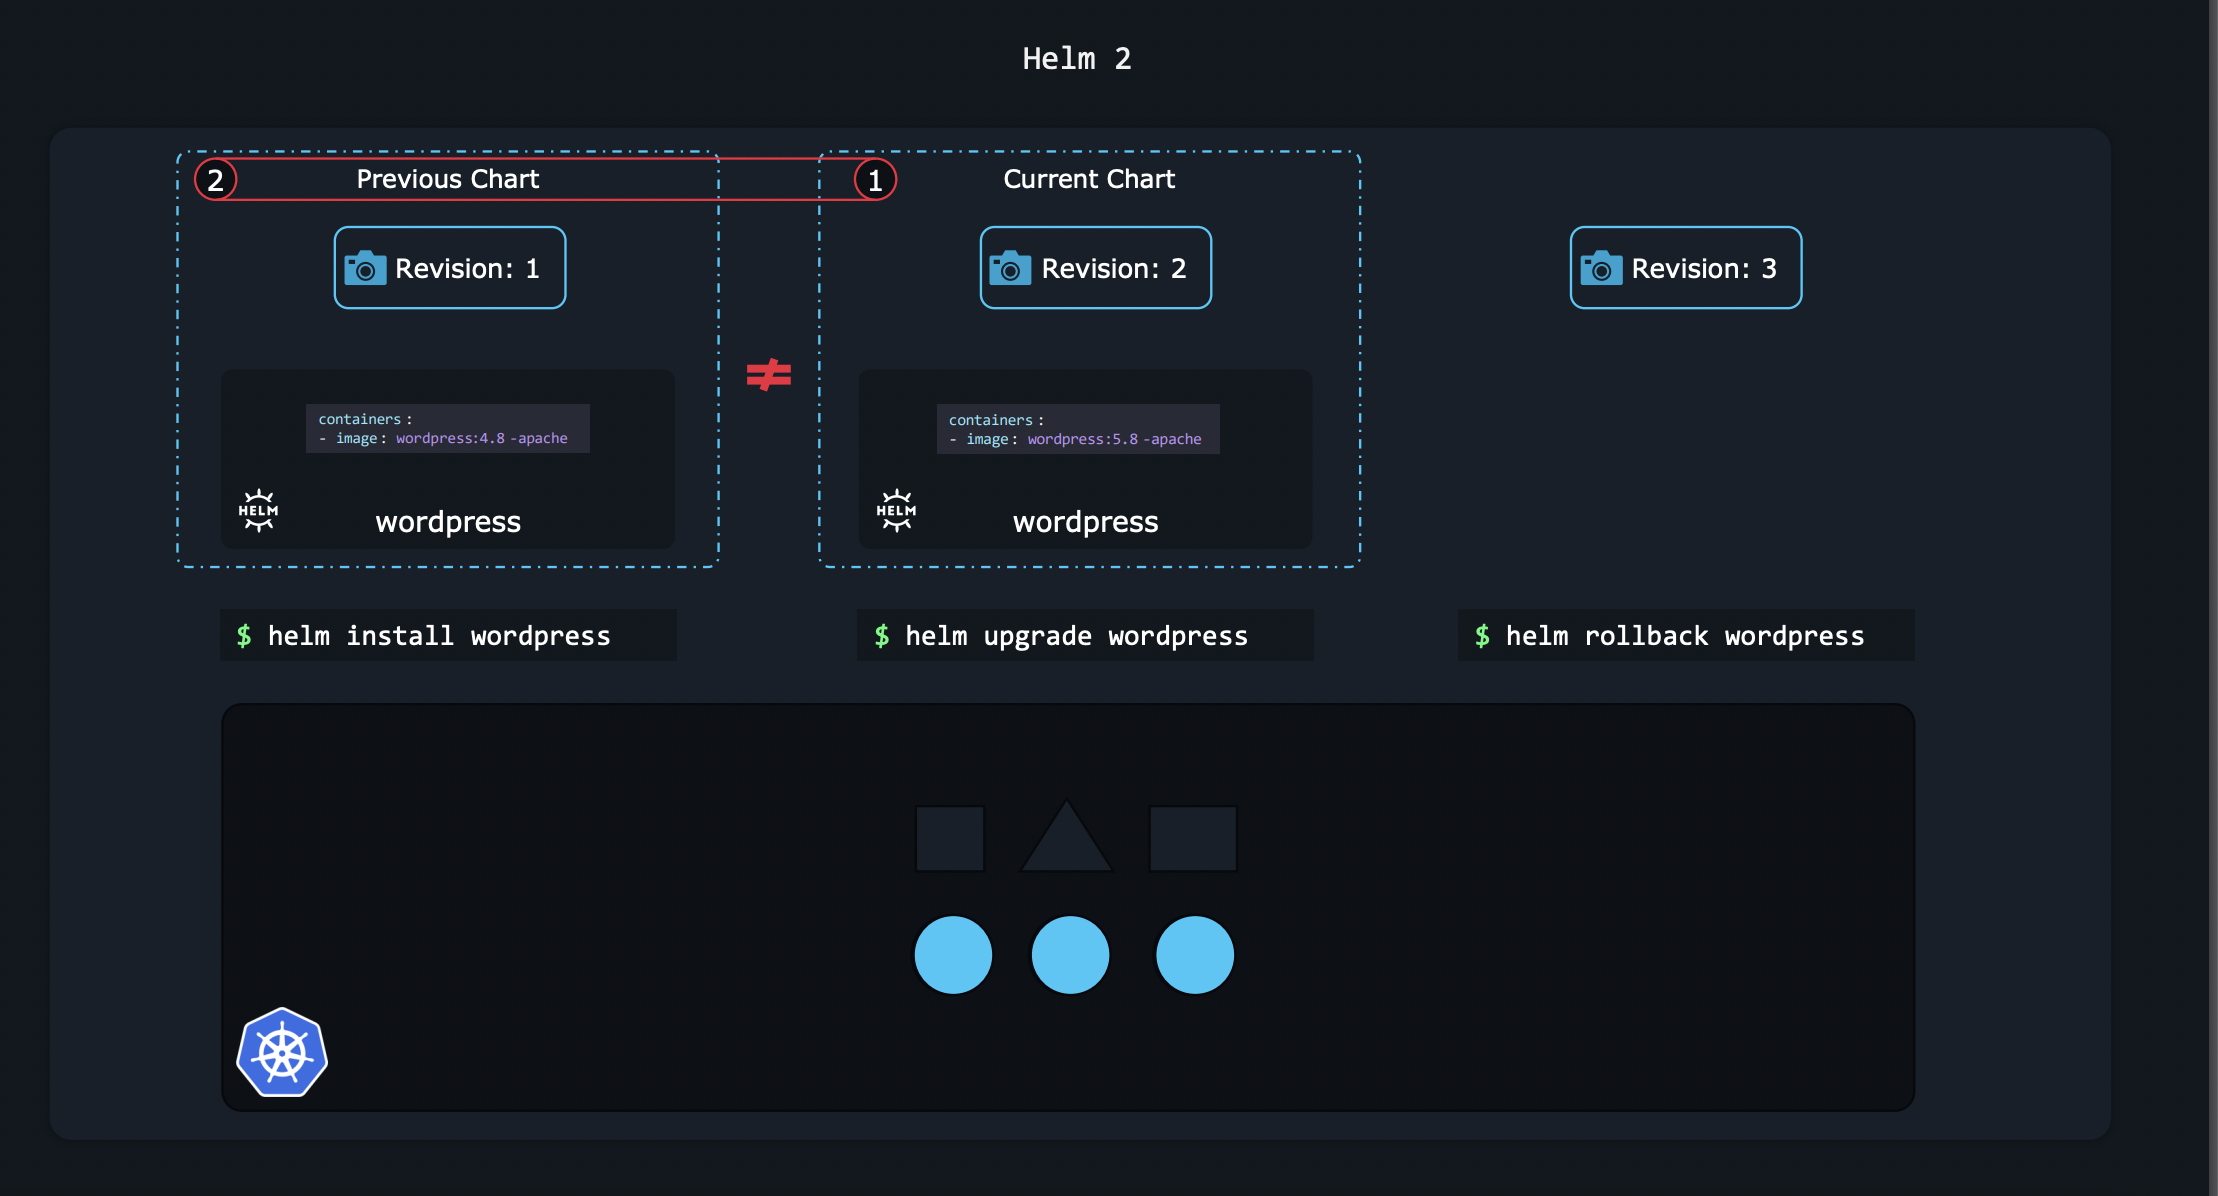 Helm 2
2 Previous Chart
1 Current Chart
Revision: 1
Revision: 2
Revision: 3
containers:
- image: wordpress:4.8-apache
HELM
wordpress
≠
containers:
- image: wordpress:5.8-apache
HELM
wordpress
$ helm install wordpress
$ helm upgrade wordpress
$ helm rollback wordpress